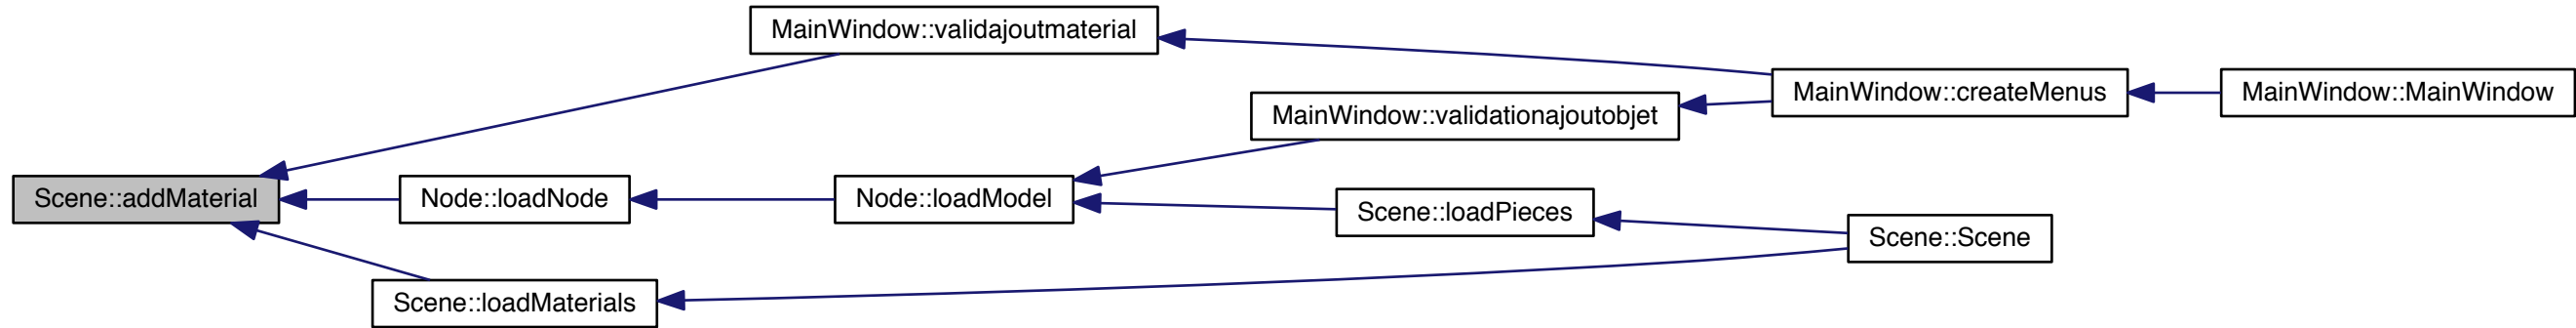 MainWindow::validajoutmaterial
MainWindow::createMenus
MainWindow::MainWindow
MainWindow::validationajoutobjet
Scene::addMaterial
Node::loadNode
Node::loadModel
Scene::loadPieces
Scene::Scene
Scene::loadMaterials